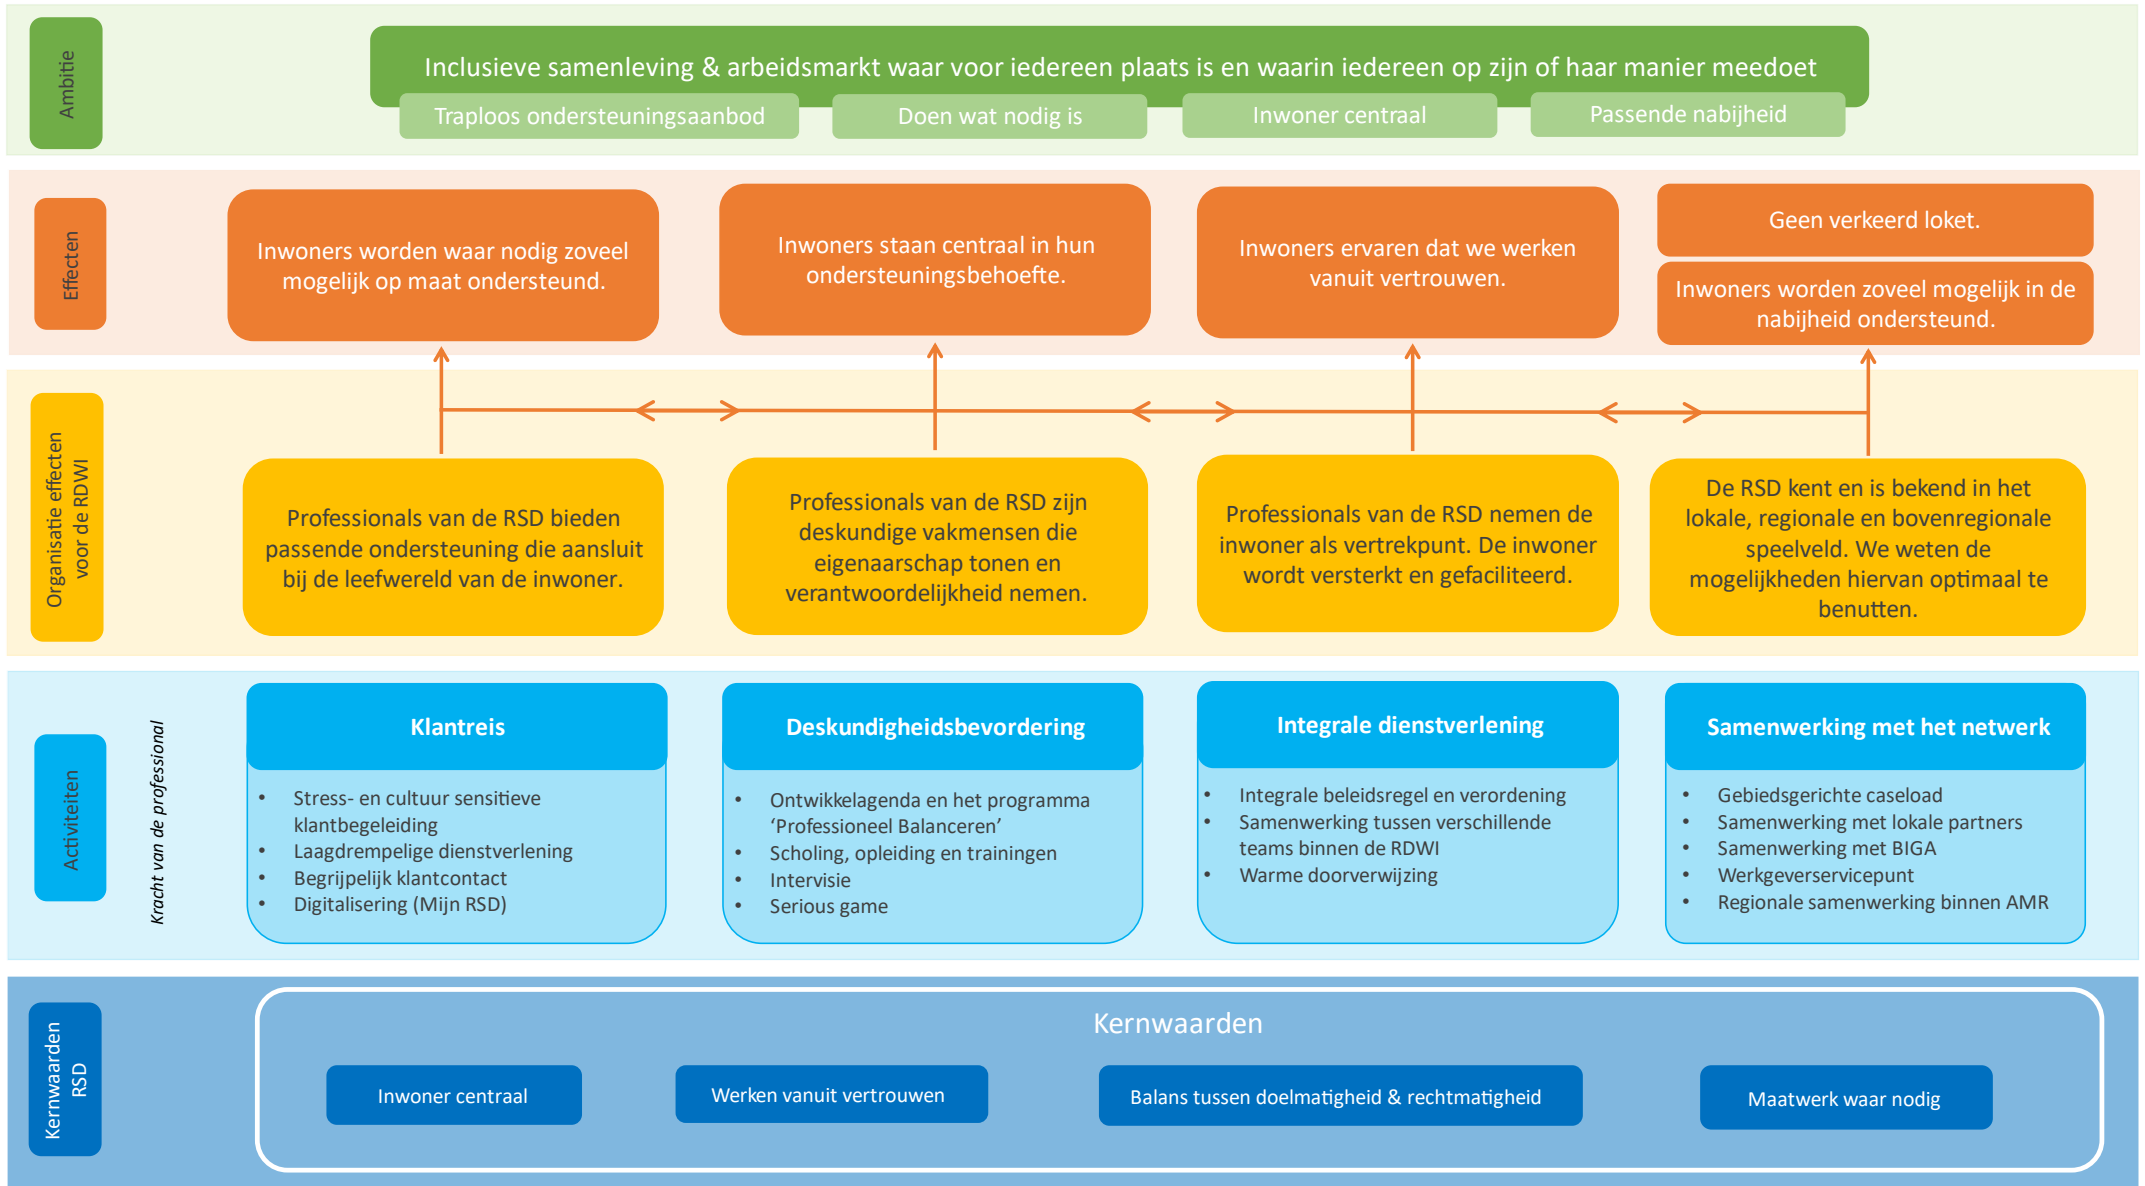 Ambitie
Inclusieve samenleving & arbeidsmarkt waar voor iedereen plaats is en waarin iedereen op zijn of haar manier meedoet
Traploos ondersteuningsaanbod
Doen wat nodig is
Inwoner centraal
Passende nabijheid
Effecten
Inwoners worden waar nodig zoveel
mogelijk op maat ondersteund.
Inwoners staan centraal in hun
ondersteuningsbehoefte.
Inwoners ervaren dat we werken
vanuit vertrouwen.
Geen verkeerd loket.
Inwoners worden zoveel mogelijk in de
nabijheid ondersteund.
Organisatie effecten
voor de RDWI
Professionals van de RSD bieden
passende ondersteuning die aansluit
bij de leefwereld van de inwoner.
Professionals van de RSD zijn
deskundige vakmensen die
eigenaarschap tonen en
verantwoordelijkheid nemen.
Professionals van de RSD nemen de
inwoner als vertrekpunt. De inwoner
wordt versterkt en gefaciliteerd.
De RSD kent en is bekend in het
lokale, regionale en bovenregionale
speelveld. We weten de
mogelijkheden hiervan optimaal te
benutten.
Activiteiten
Kracht van de professional
Klantreis
• Stress- en cultuur sensitieve
klantbegeleiding
• Laagdrempelige dienstverlening
• Begrijpelijk klantcontact
• Digitalisering (Mijn RSD)
Deskundigheidsbevordering
• Ontwikkelagenda en het programma
‘Professioneel Balanceren’
• Scholing, opleiding en trainingen
• Intervisie
• Serious game
Integrale dienstverlening
• Integrale beleidsregel en verordening
• Samenwerking tussen verschillende
teams binnen de RDWI
• Warme doorverwijzing
Samenwerking met het netwerk
• Gebiedsgerichte caseload
• Samenwerking met lokale partners
• Samenwerking met BIGA
• Werkgeverservicepunt
• Regionale samenwerking binnen AMR
Kernwaarden
RSD
Kernwaarden
Inwoner centraal
Werken vanuit vertrouwen
Balans tussen doelmatigheid & rechtmatigheid
Maatwerk waar nodig